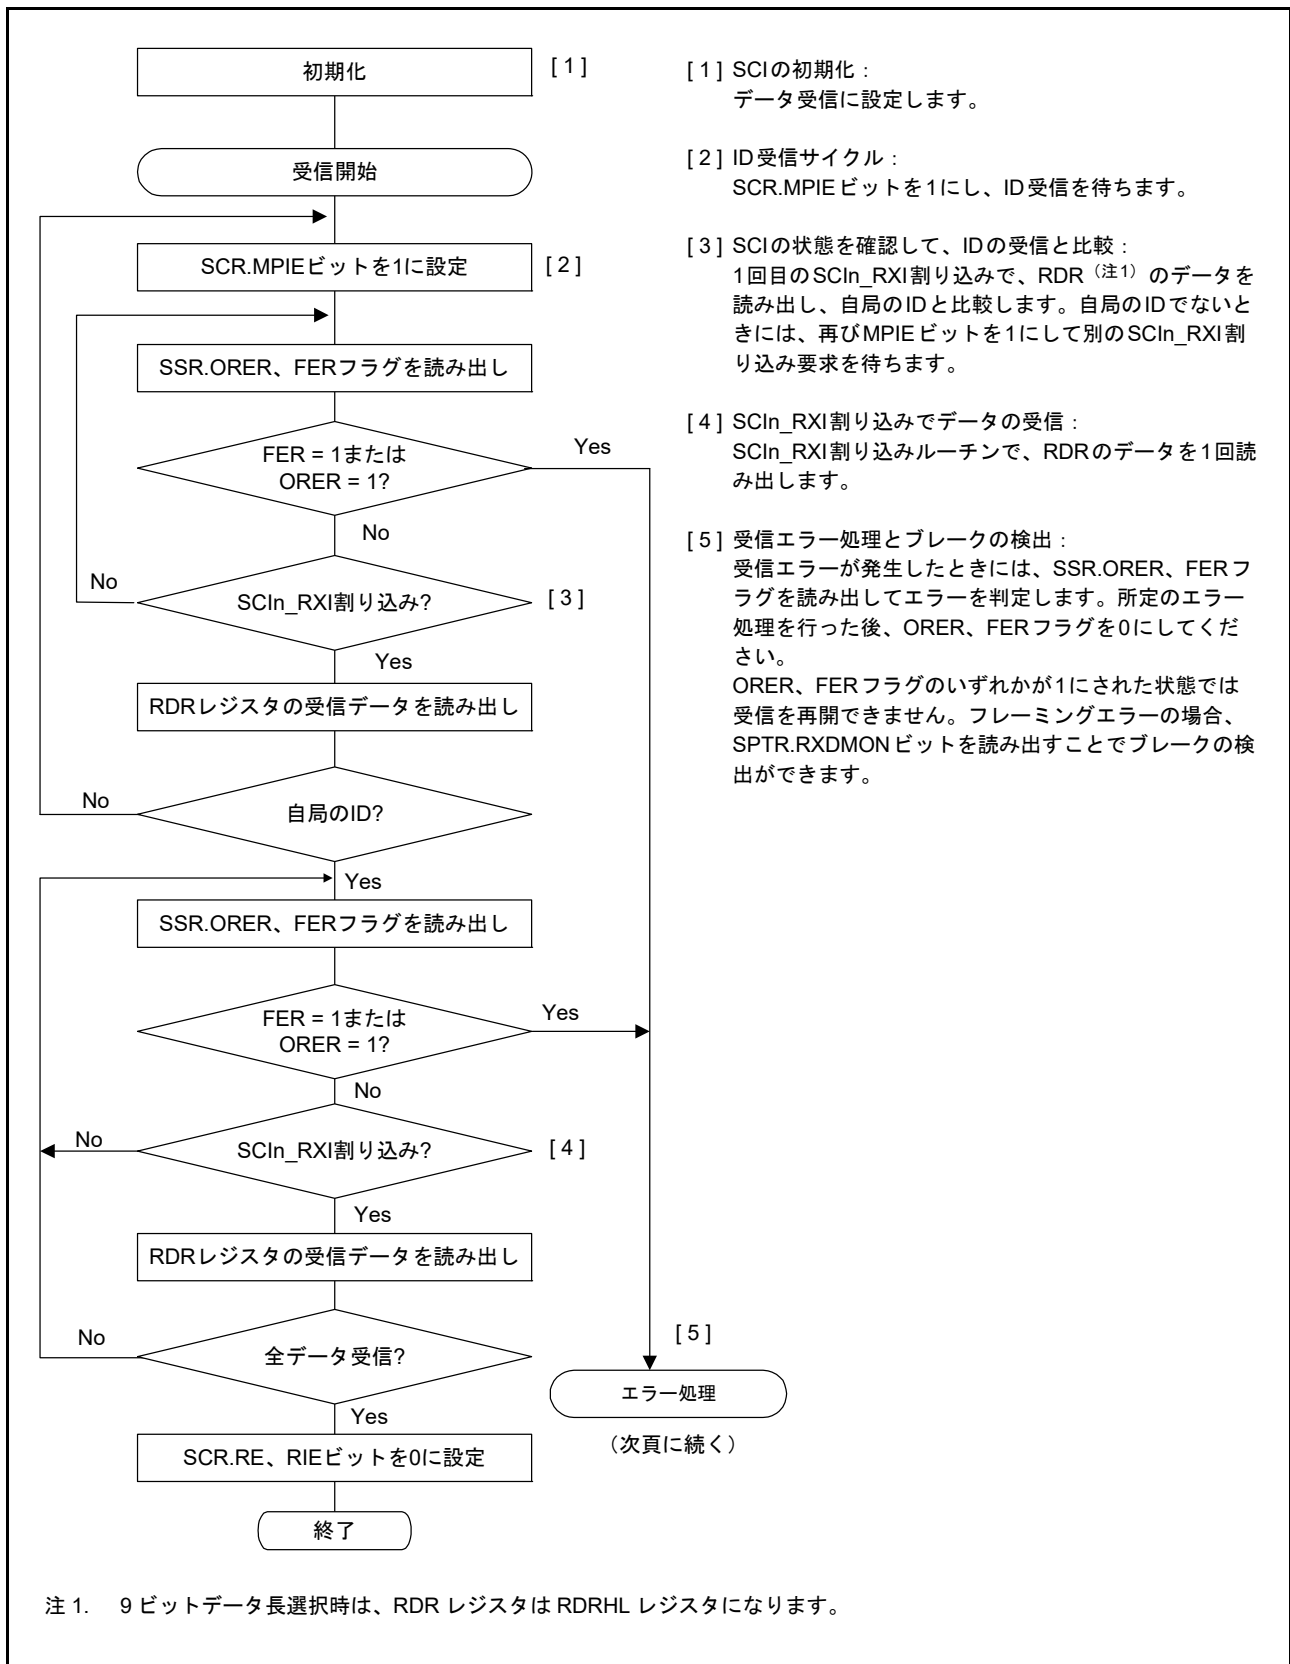 初期化
[ 1 ]
受信開始
SCR.MPIEビットを1に設定
[ 2 ]
SSR.ORER、FERフラグを読み出し
FER = 1または
ORER = 1?
Yes
No
SCIn_RXI割り込み?
No
[ 3 ]
Yes
RDRレジスタの受信データを読み出し
自局のID?
No
Yes
SSR.ORER、FERフラグを読み出し
FER = 1または
ORER = 1?
Yes
No
SCIn_RXI割り込み?
No
[ 4 ]
Yes
RDRレジスタの受信データを読み出し
全データ受信?
No
Yes
SCR.RE、RIEビットを0に設定
終了
[ 5 ]
エラー処理
（次頁に続く）
[ 1 ] SCIの初期化：
データ受信に設定します。
[ 2 ] ID受信サイクル：
SCR.MPIEビットを1にし、ID受信を待ちます。
[ 3 ] SCIの状態を確認して、IDの受信と比較：
1回目のSCIn_RXI割り込みで、RDR（注1）のデータを
読み出し、自局のIDと比較します。自局のIDでないと
きには、再びMPIEビットを1にして別のSCIn_RXI割
り込み要求を待ちます。
[ 4 ] SCIn_RXI割り込みでデータの受信：
SCIn_RXI割り込みルーチンで、RDRのデータを1回読
み出します。
[ 5 ] 受信エラー処理とブレークの検出：
受信エラーが発生したときには、SSR.ORER、FERフ
ラグを読み出してエラーを判定します。所定のエラー
処理を行った後、ORER、FERフラグを0にしてくだ
さい。
ORER、FERフラグのいずれかが1にされた状態では
受信を再開できません。フレーミングエラーの場合、
SPTR.RXDMONビットを読み出すことでブレークの検
出ができます。
注 1. 9 ビットデータ長選択時は、RDR レジスタは RDRHL レジスタになります。